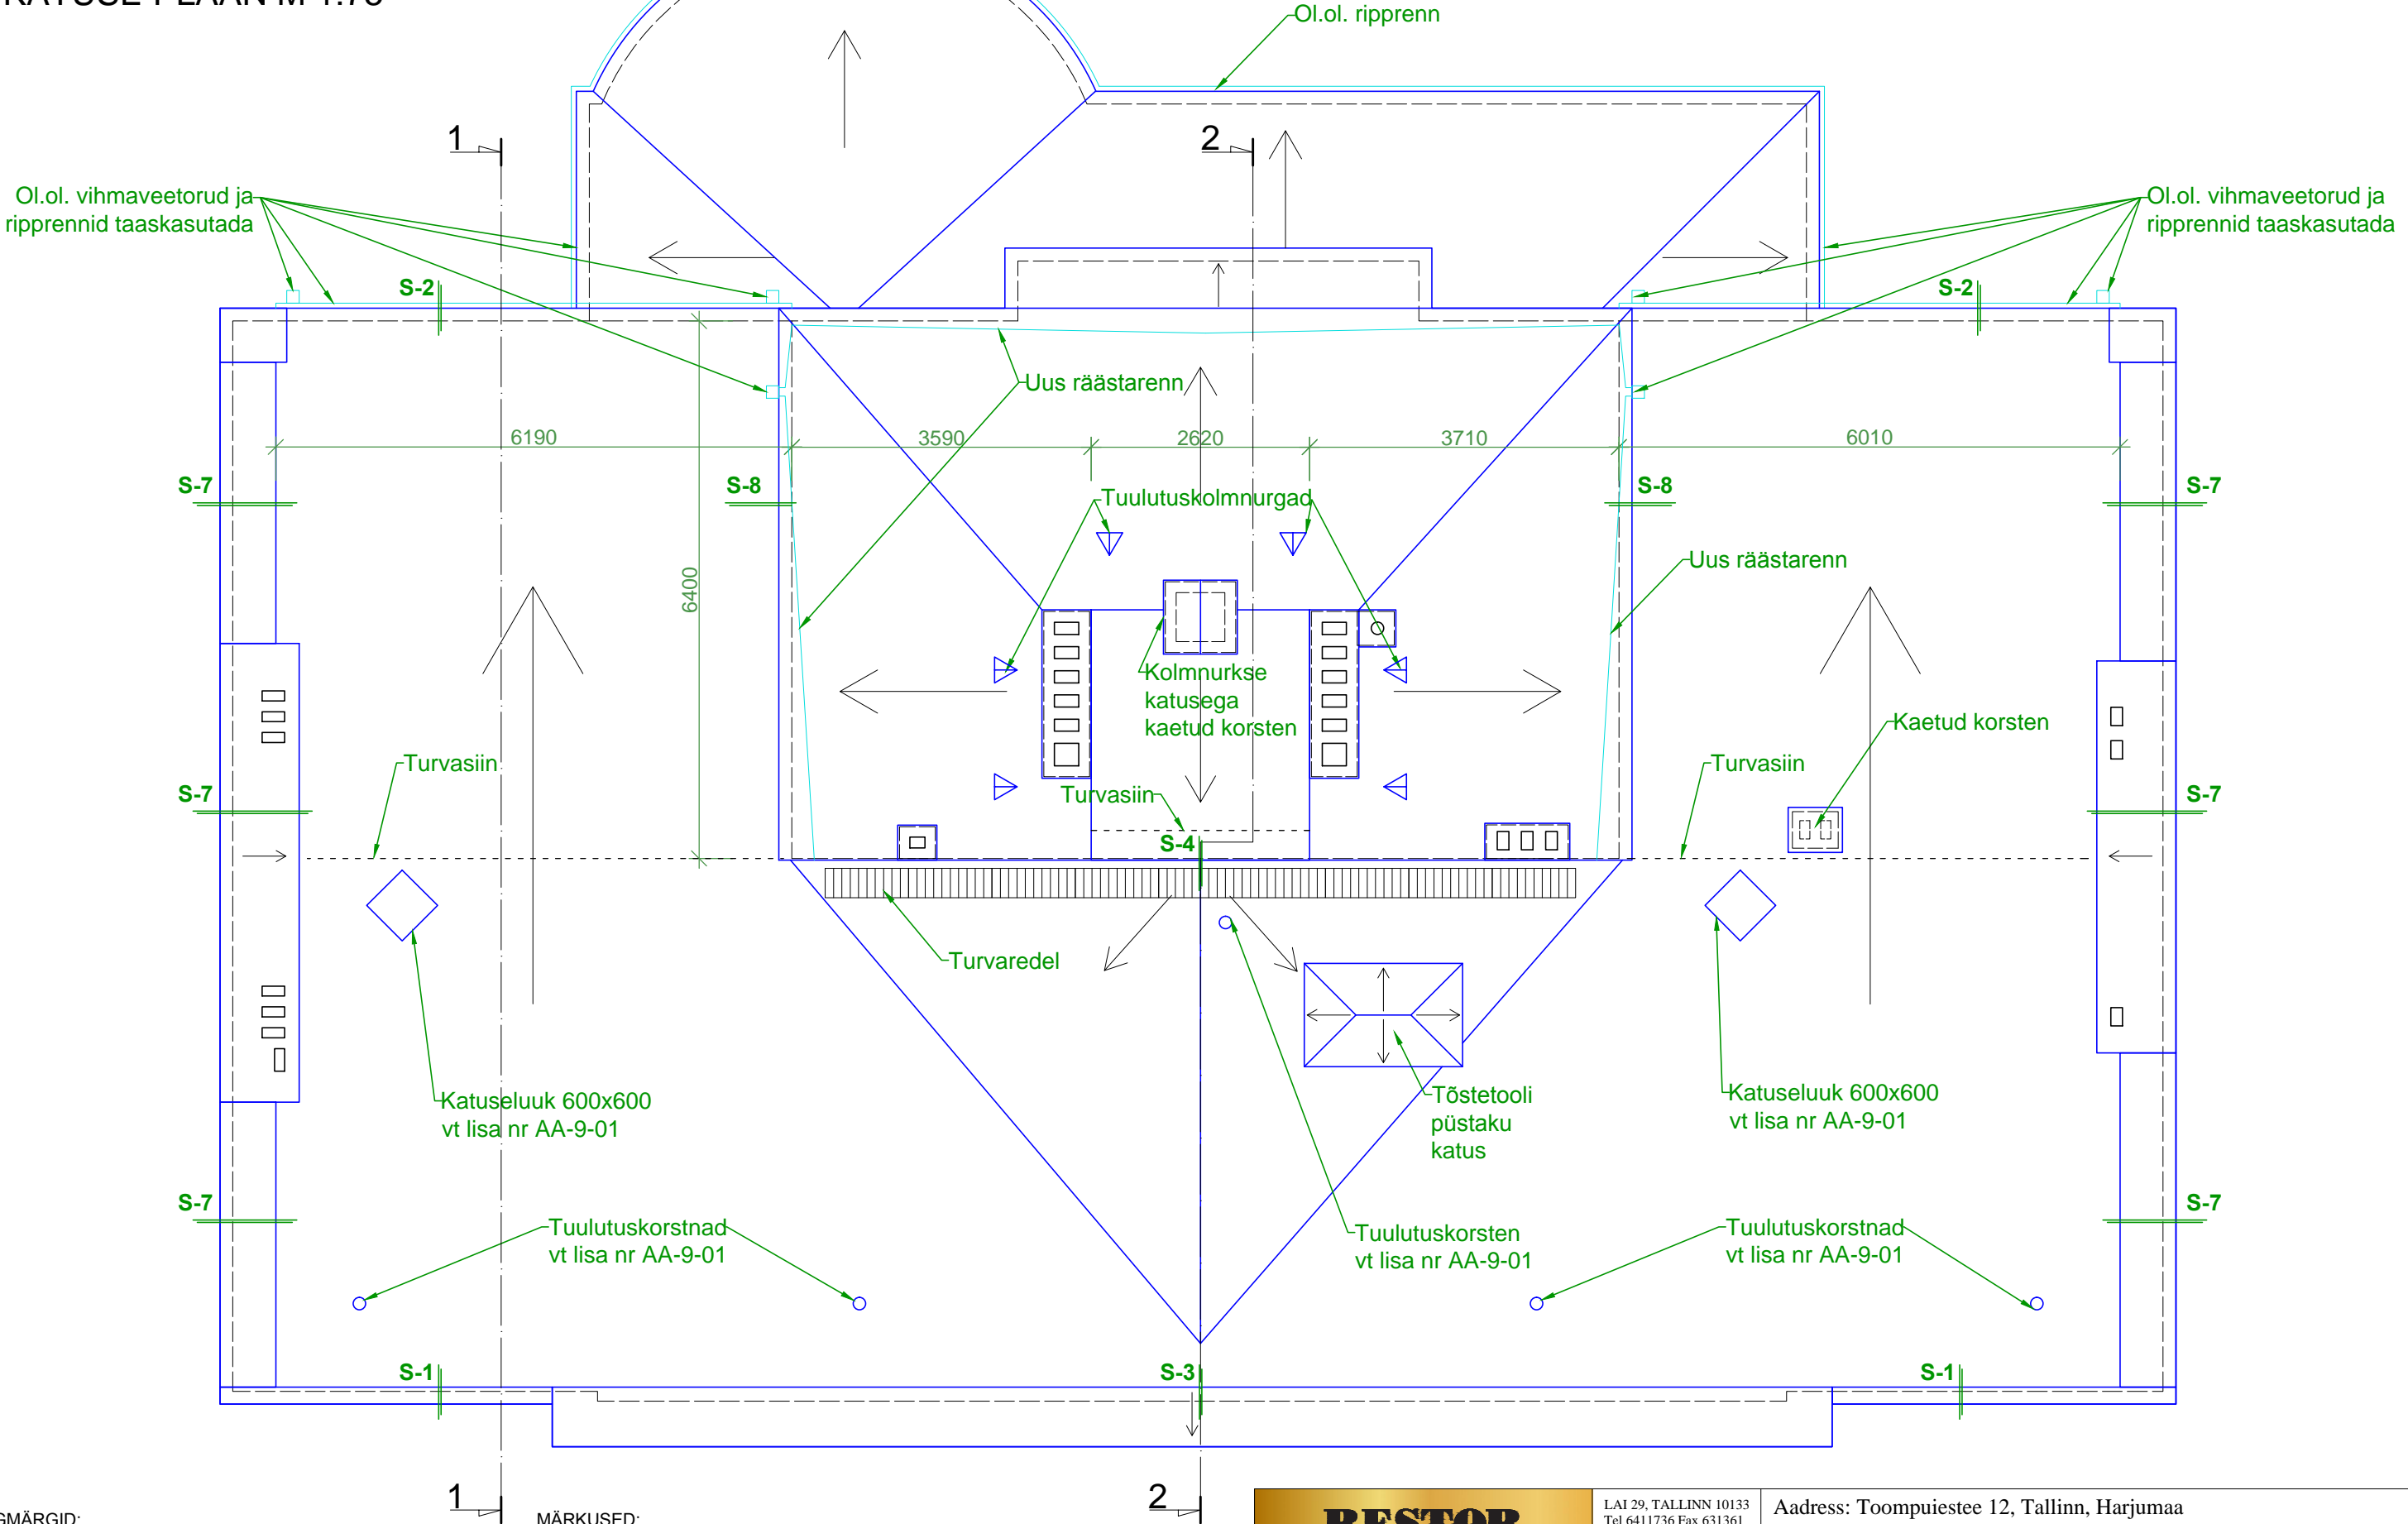 Ol.ol. ripprenn
1
2
Ol.ol. vihmaveetorud ja
ripprennid taaskasutada
Ol.ol. vihmaveetorud ja
ripprennid taaskasutada
S-2
S-2
Uus räästarenn
6190
3590
2620
3710
6010
S-7
S-8
Tuulutuskolmnurgad
S-8
S-7
Uus räästarenn
6400
Kolmnurkse
katusega
kaetud korsten
Kaetud korsten
Turvasiin
Turvasiin
S-7
Turvasiin
S-7
S-4
Turvaredel
Katuseluuk 600x600
vt lisa nr AA-9-01
Tõstetooli
püstaku
katus
Katuseluuk 600x600
vt lisa nr AA-9-01
S-7
S-7
Tuulutuskorstnad
vt lisa nr AA-9-01
Tuulutuskorsten
vt lisa nr AA-9-01
Tuulutuskorstnad
vt lisa nr AA-9-01
S-1
S-3
S-1
1
2
MÄRKUSED:
LAI 29, TALLINN 10133
Tel 6411736 Fax 631361
Aadress: Toompuiestee 12, Tallinn, Harjumaa